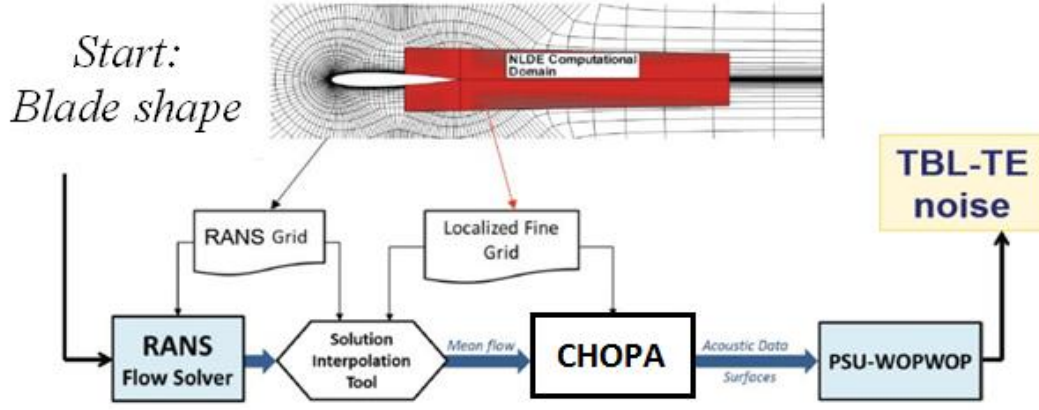 Start:
Blade shape
NLDE Computational
Domain
TBL-TE
noise
RANS Grid
Localized Fine
Grid
RANS
Flow Solver
Solution
Interpolation
Tool
Mean flow
CHOPA
Acoustic Data
Surfaces
PSU-WOPWOP